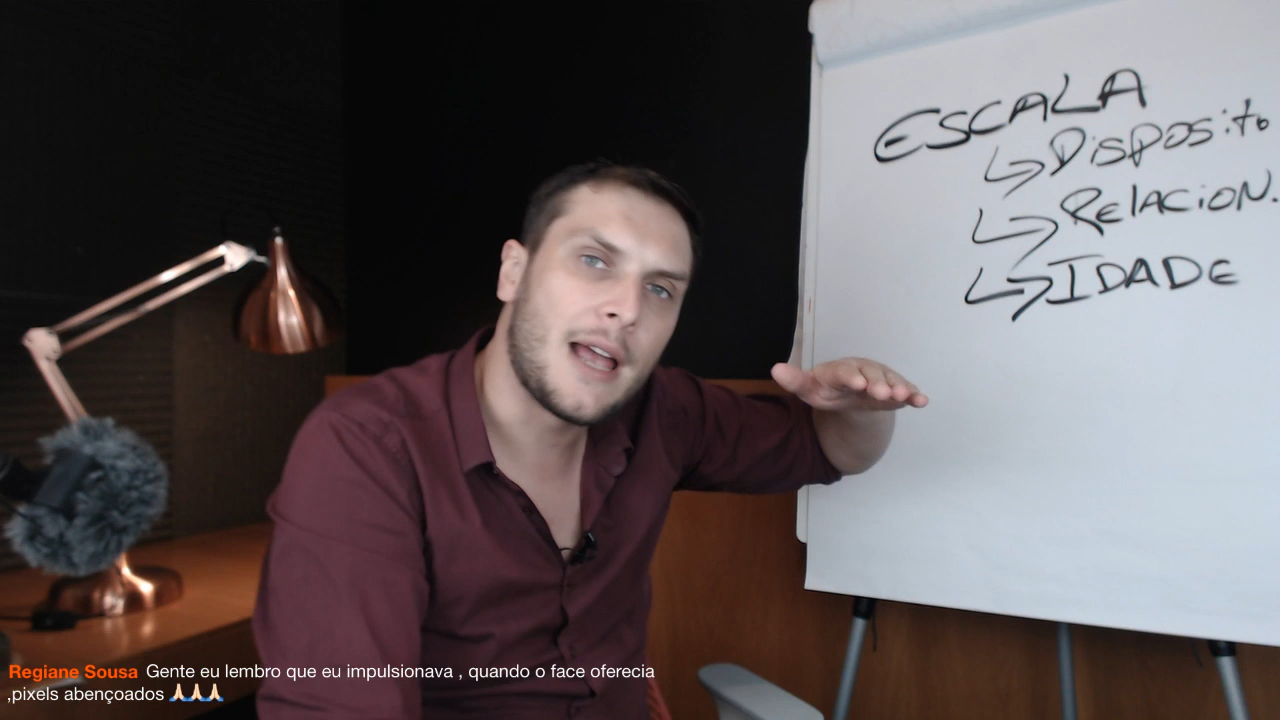 ESCALA
Disposito
Relacion.
IDADE
Regiane Sousa Gente eu lembro que eu impulsionava , quando o face oferecia
,pixels abençoados 🙏🏻🙏🏻🙏🏻